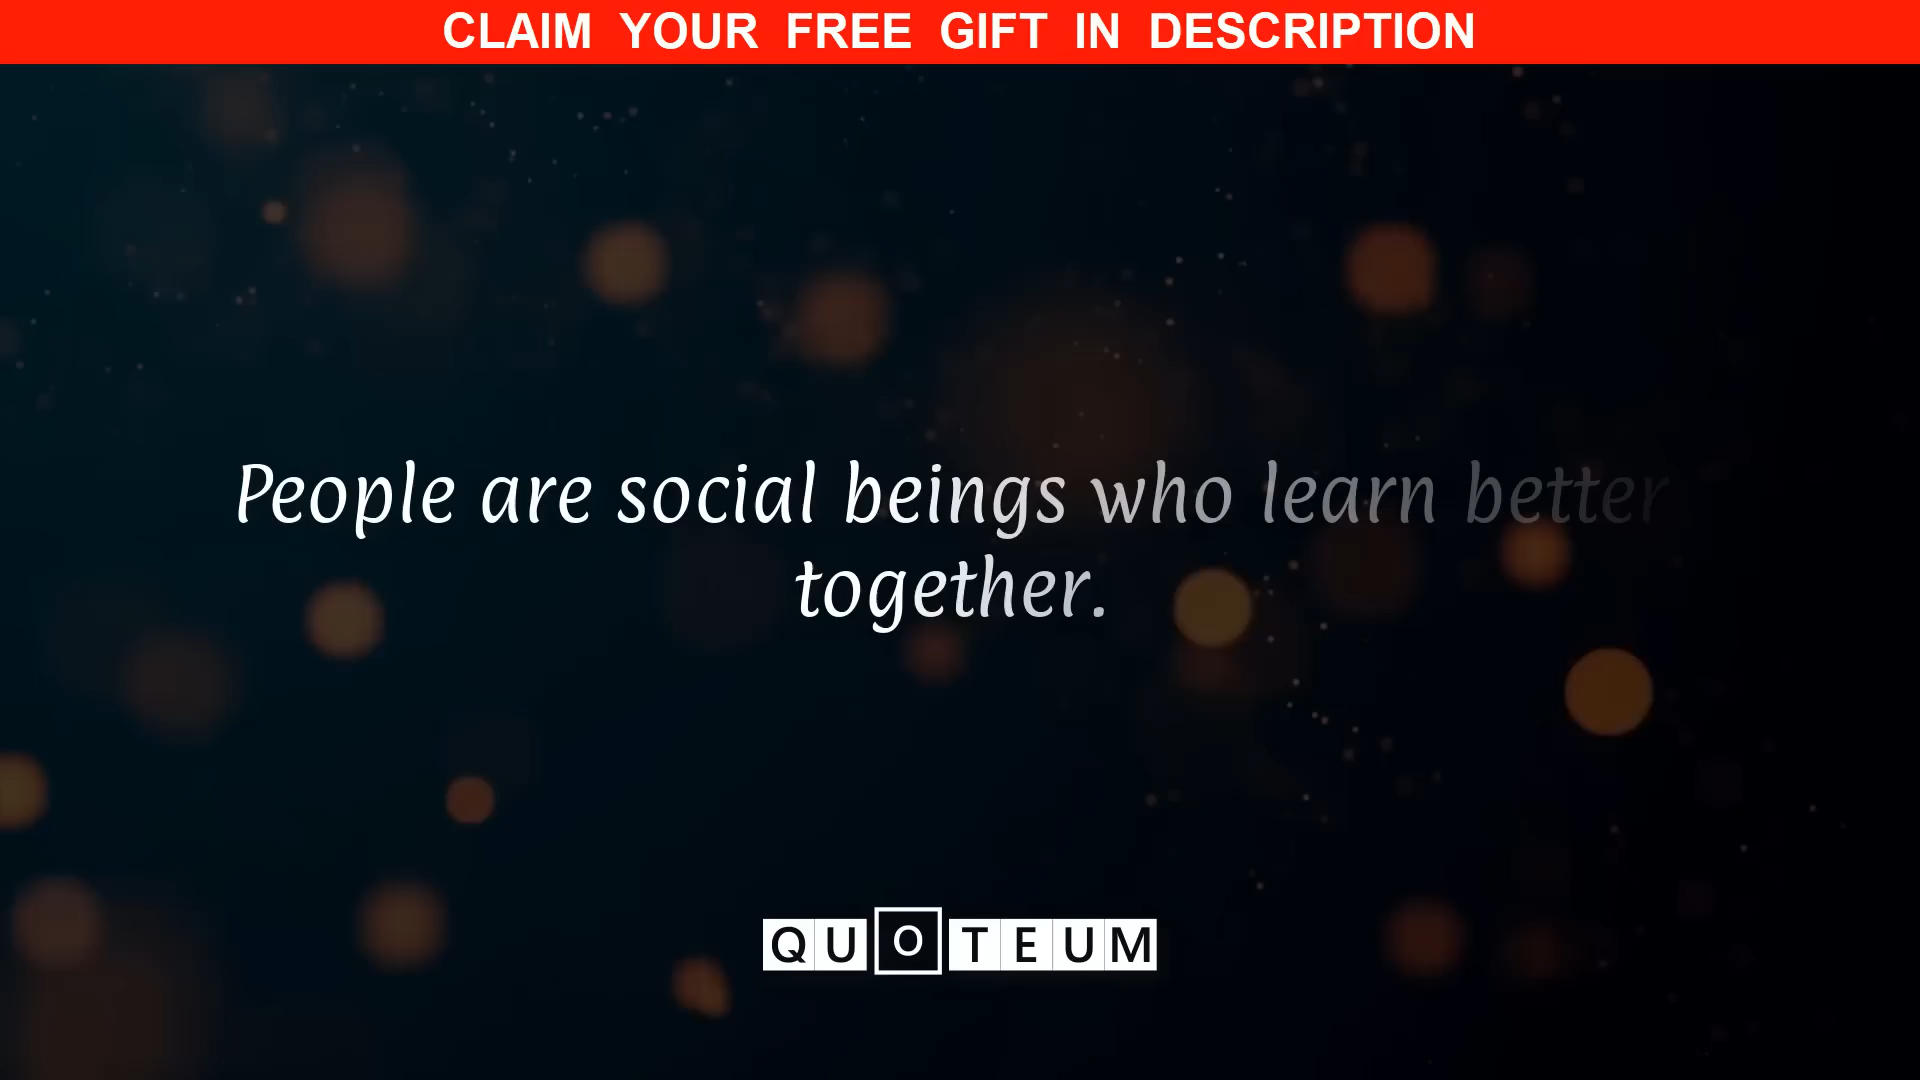 CLAIM YOUR FREE GIFT IN DESCRIPTION
People are social beings who learn better
together.
QUOTEUM